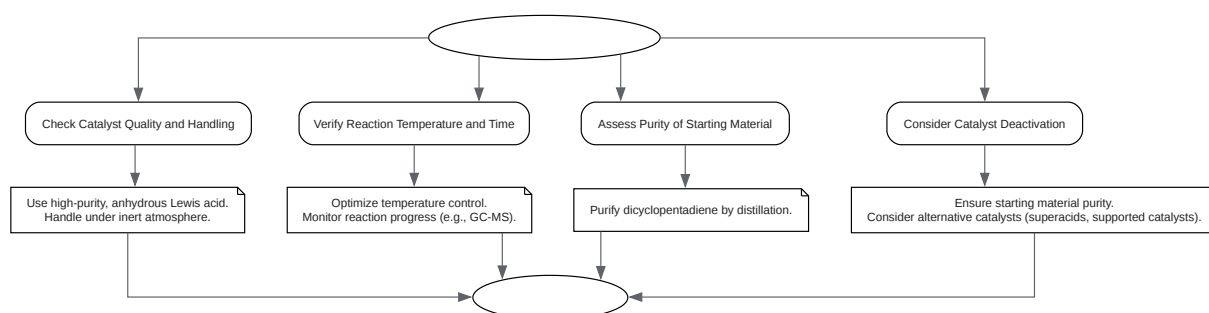 Check Catalyst Quality and Handling
Verify Reaction Temperature and Time
Assess Purity of Starting Material
Consider Catalyst Deactivation
Use high-purity, anhydrous Lewis acid.
Handle under inert atmosphere.
Optimize temperature control.
Monitor reaction progress (e.g., GC-MS).
Purify dicyclopentadiene by distillation.
Ensure starting material purity.
Consider alternative catalysts (superacids, supported catalysts).